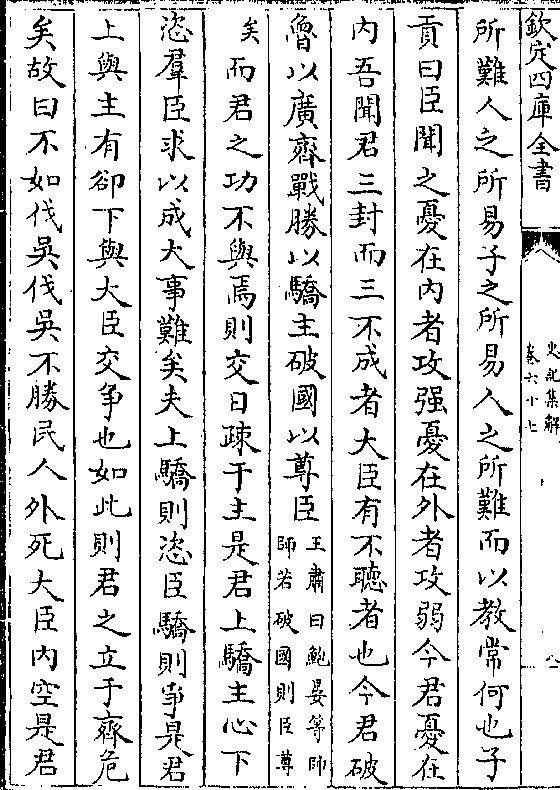 欽定四庫全書
史記集解
卷六十七
八
所難人之所易子之所易人之所難而以教常何也子
貢曰臣聞之憂在內者攻强憂在外者攻弱今君憂在
內吾聞君三封而三不成者大臣有不聽者也今君破
魯以廣齊戰勝以驕主破國以尊臣王肅曰鮑晏等帥
師若破國則臣尊
矣而君之功不與焉則交日疎于主是君上驕主心下
恣羣臣求以成大事難矣夫上驕則恣臣驕則爭是君
上與主有卻下與大臣交爭也如此則君之立于齊危
矣故曰不如伐吳伐吳不勝民人外死大臣內空是君